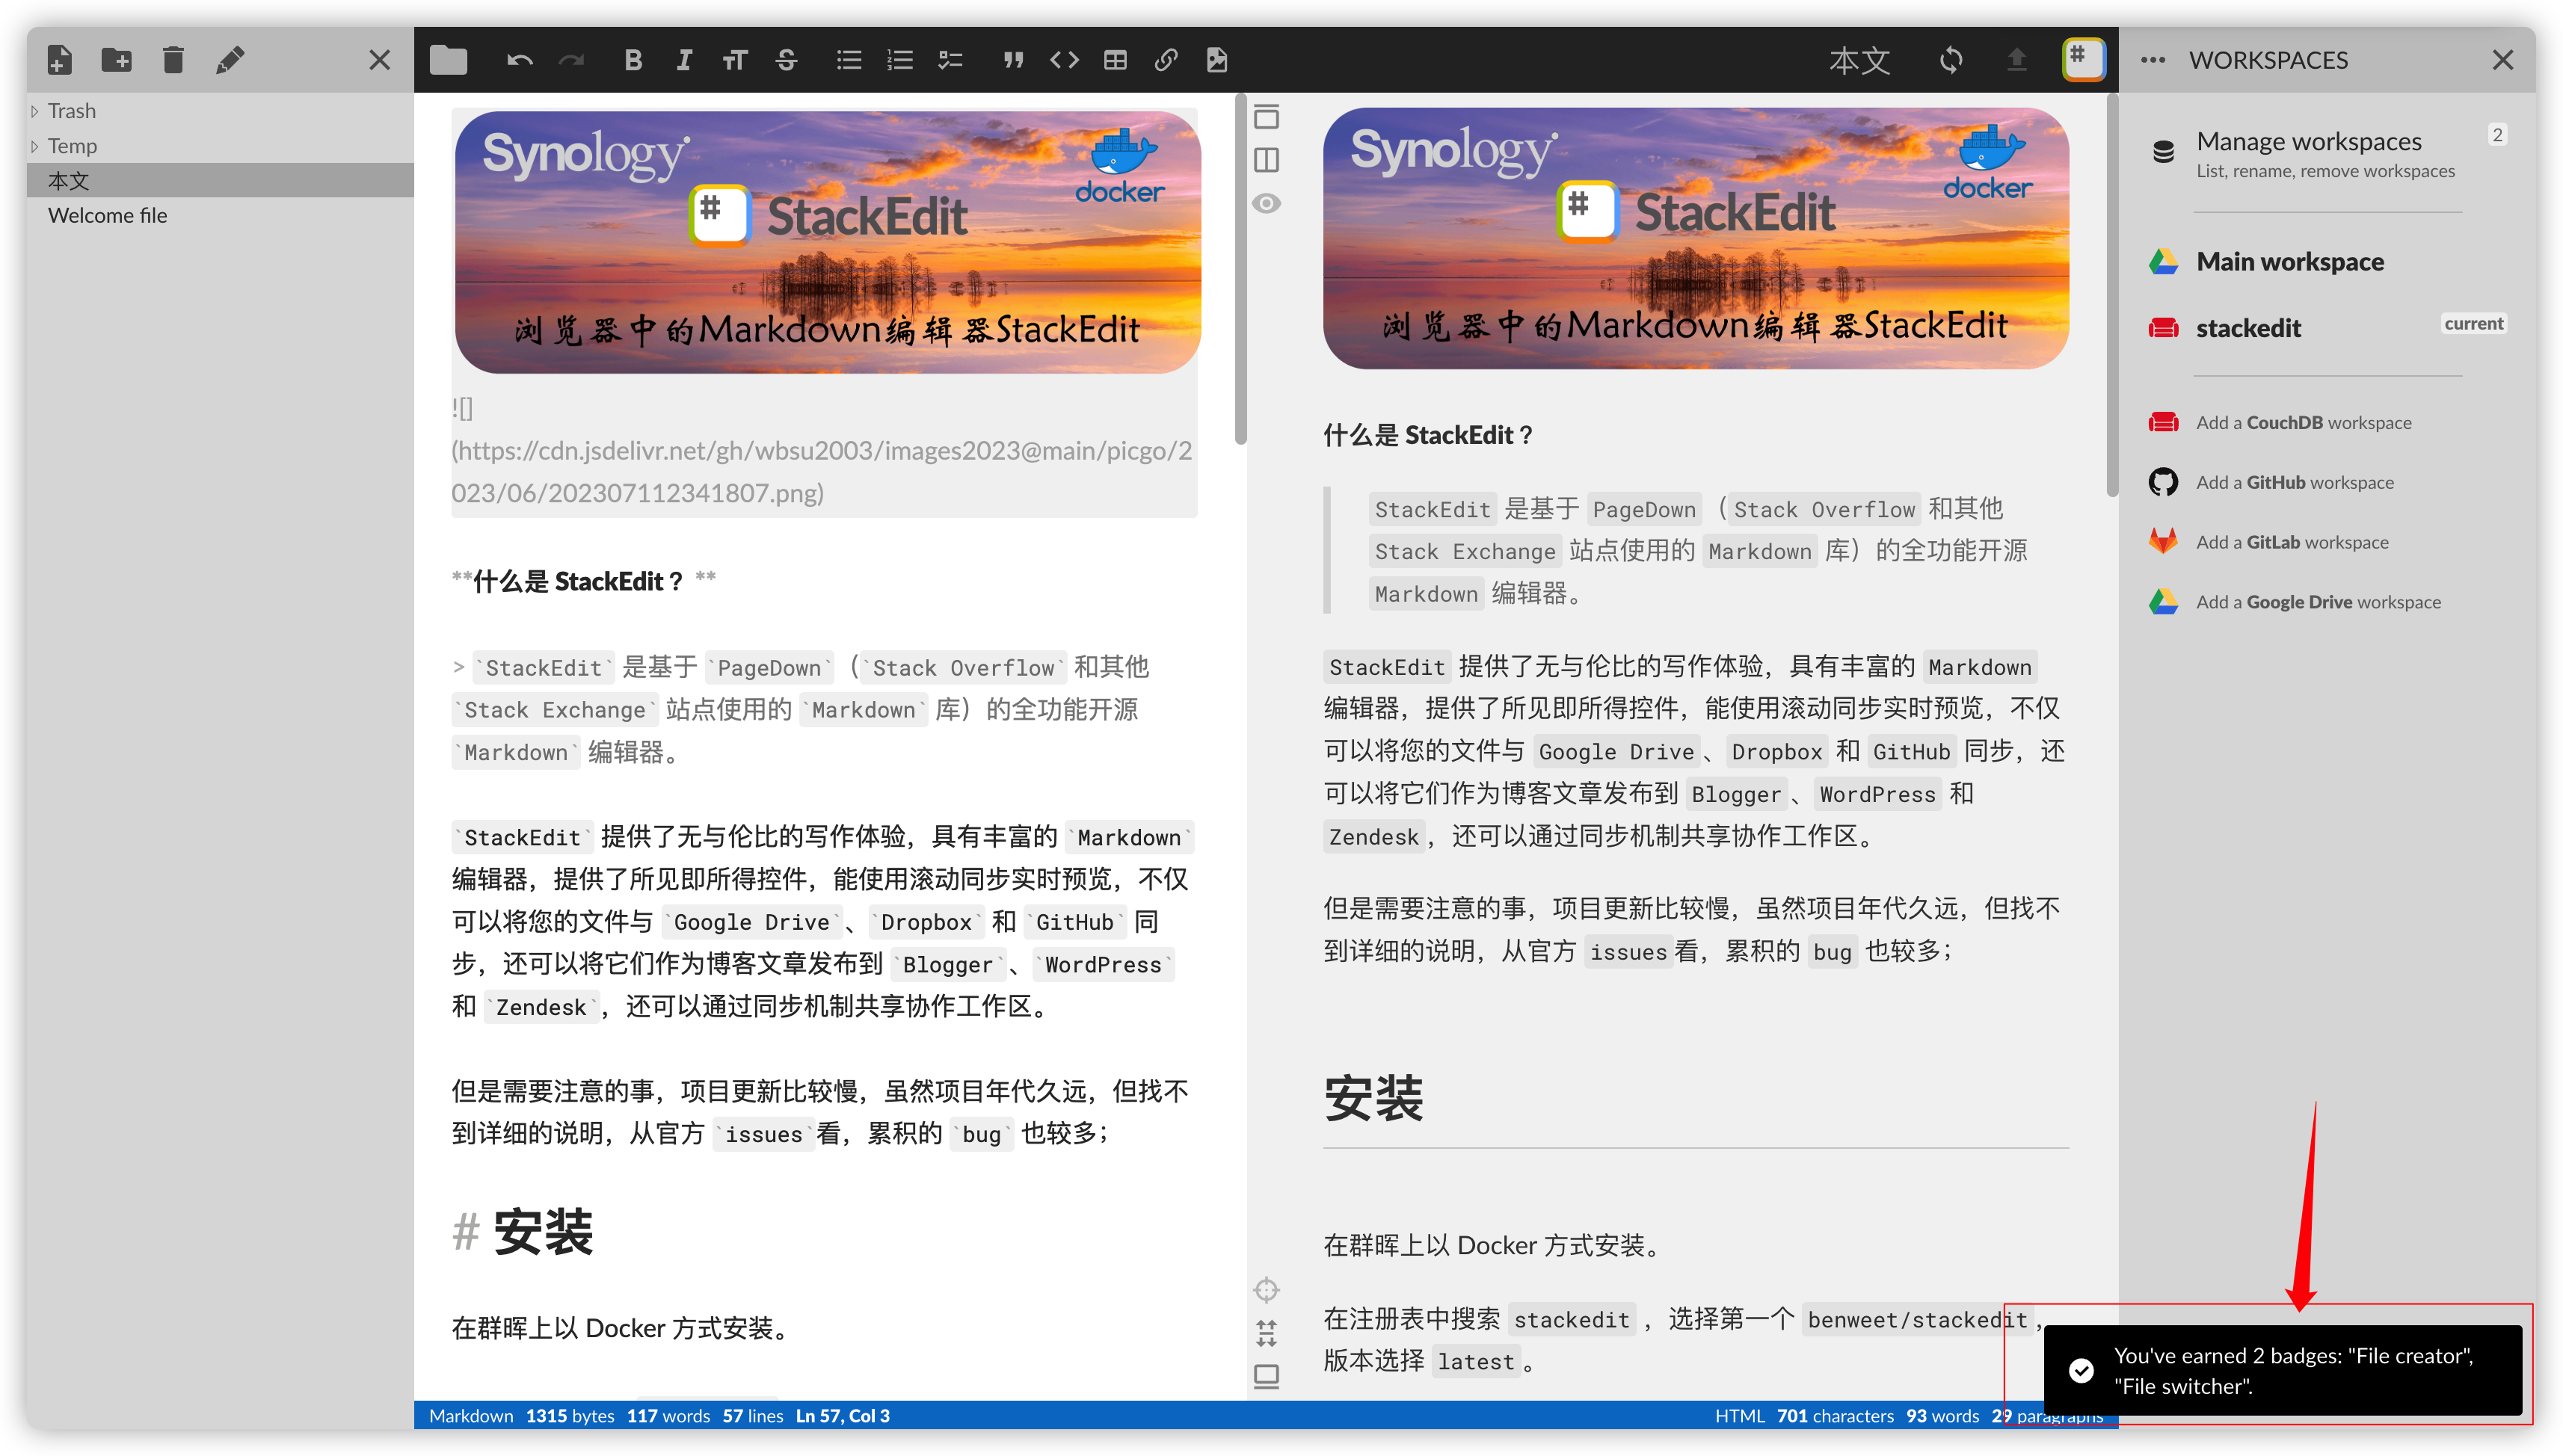 本文
WORKSPACES
Trash
Temp
本文
Welcome file
Synology
docker
# StackEdit
浏览器中的Markdown编辑器StackEdit
![]
(https://cdn.jsdelivr.net/gh/wbsu2003/images2023@main/picgo/2
023/06/202307112341807.png)
**什么是 StackEdit？ **
> `StackEdit` 是基于 `PageDown`（`Stack Overflow` 和其他
`Stack Exchange` 站点使用的 `Markdown` 库）的全功能开源
`Markdown` 编辑器。
`StackEdit` 提供了无与伦比的写作体验，具有丰富的 `Markdown`
编辑器，提供了所见即所得控件，能使用滚动同步实时预览，不仅
可以将您的文件与 `Google Drive`、`Dropbox` 和 `GitHub` 同
步，还可以将它们作为博客文章发布到 `Blogger`、`WordPress`
和 `Zendesk`，还可以通过同步机制共享协作工作区。
但是需要注意的事，项目更新比较慢，虽然项目年代久远，但找不
到详细的说明，从官方 `issues`看，累积的 `bug` 也较多；
# 安装
在群晖上以 Docker 方式安装。
Synology
docker
# StackEdit
浏览器中的Markdown编辑器StackEdit
什么是 StackEdit？
StackEdit 是基于 PageDown（Stack Overflow 和其他
Stack Exchange 站点使用的 Markdown 库）的全功能开源
Markdown 编辑器。
StackEdit 提供了无与伦比的写作体验，具有丰富的 Markdown
编辑器，提供了所见即所得控件，能使用滚动同步实时预览，不仅
可以将您的文件与 Google Drive、Dropbox 和 GitHub 同步，还
可以将它们作为博客文章发布到 Blogger、WordPress 和
Zendesk，还可以通过同步机制共享协作工作区。
但是需要注意的事，项目更新比较慢，虽然项目年代久远，但找不
到详细的说明，从官方 issues看，累积的 bug 也较多；
安装
在群晖上以 Docker 方式安装。
在注册表中搜索 stackedit ，选择第一个 benweet/stackedit，
版本选择 latest。
Manage workspaces 2
List, rename, remove workspaces
Main workspace
stackedit current
Add a CouchDB workspace
Add a GitHub workspace
Add a GitLab workspace
Add a Google Drive workspace
You've earned 2 badges: "File creator",
"File switcher".
Markdown 1315 bytes 117 words 57 lines Ln 57, Col 3
HTML 701 characters 93 words 29 paragraphs